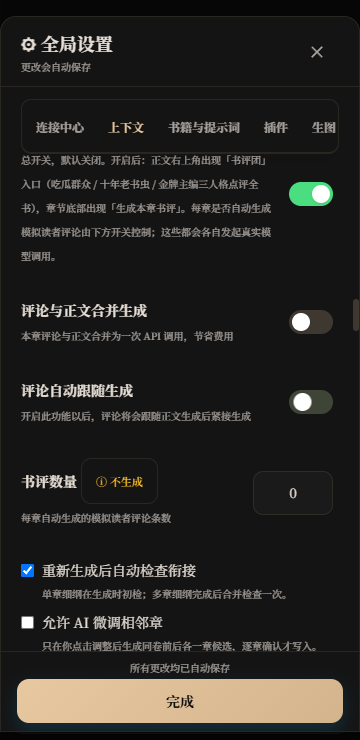 全局设置
更改会自动保存
连接中心 上下文 书籍与提示词 插件 生图
总开关，默认关闭。开启后：正文右上角出现「书评团」
入口（吃瓜群众 / 十年老书虫 / 金牌主编三人格点评全
书），章节底部出现「生成本章书评」。每章是否自动生成
模拟读者评论由下方开关控制；这些都会各自发起真实模
型调用。
评论与正文合并生成
本章评论与正文合并为一次 API 调用，节省费用
评论自动跟随生成
开启此功能以后，评论将会跟随正文生成后紧接生成
书评数量 ⓘ 不生成
0
每章自动生成的模拟读者评论条数
重新生成后自动检查衔接
单章细纲在生成时初检；多章细纲完成后合并检查一次。
允许 AI 微调相邻章
只在你点击调整后生成同卷前后各一章候选，逐章确认才写入。
所有更改均已自动保存
完成